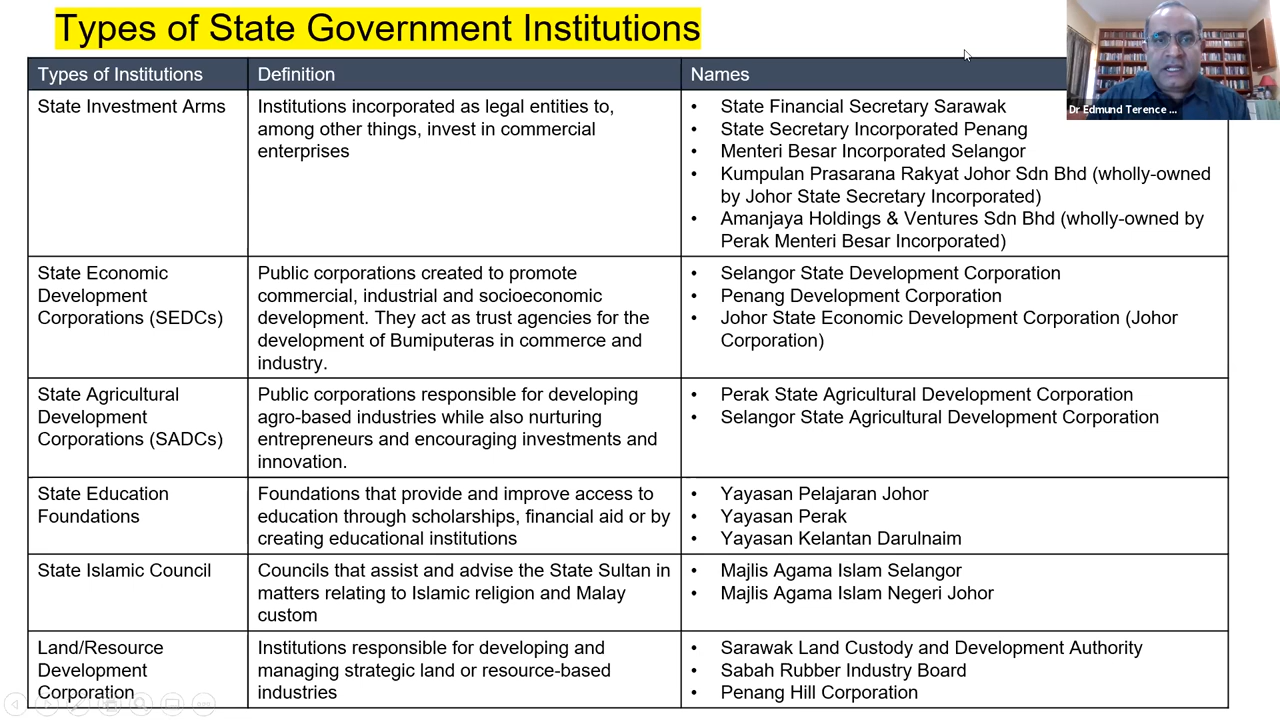 Types of State Government Institutions
Dr Edmund Terence ...
Types of Institutions
Definition
Names
State Investment Arms
Institutions incorporated as legal entities to,
among other things, invest in commercial
enterprises
• State Financial Secretary Sarawak
• State Secretary Incorporated Penang
• Menteri Besar Incorporated Selangor
• Kumpulan Prasarana Rakyat Johor Sdn Bhd (wholly-owned
by Johor State Secretary Incorporated)
• Amanjaya Holdings & Ventures Sdn Bhd (wholly-owned by
Perak Menteri Besar Incorporated)
State Economic
Development
Corporations (SEDCs)
Public corporations created to promote
commercial, industrial and socioeconomic
development. They act as trust agencies for the
development of Bumiputeras in commerce and
industry.
• Selangor State Development Corporation
• Penang Development Corporation
• Johor State Economic Development Corporation (Johor
Corporation)
State Agricultural
Development
Corporations (SADCs)
Public corporations responsible for developing
agro-based industries while also nurturing
entrepreneurs and encouraging investments and
innovation.
• Perak State Agricultural Development Corporation
• Selangor State Agricultural Development Corporation
State Education
Foundations
Foundations that provide and improve access to
education through scholarships, financial aid or by
creating educational institutions
• Yayasan Pelajaran Johor
• Yayasan Perak
• Yayasan Kelantan Darulnaim
State Islamic Council
Councils that assist and advise the State Sultan in
matters relating to Islamic religion and Malay
custom
• Majlis Agama Islam Selangor
• Majlis Agama Islam Negeri Johor
Land/Resource
Development
Corporation
Institutions responsible for developing and
managing strategic land or resource-based
industries
• Sarawak Land Custody and Development Authority
• Sabah Rubber Industry Board
• Penang Hill Corporation